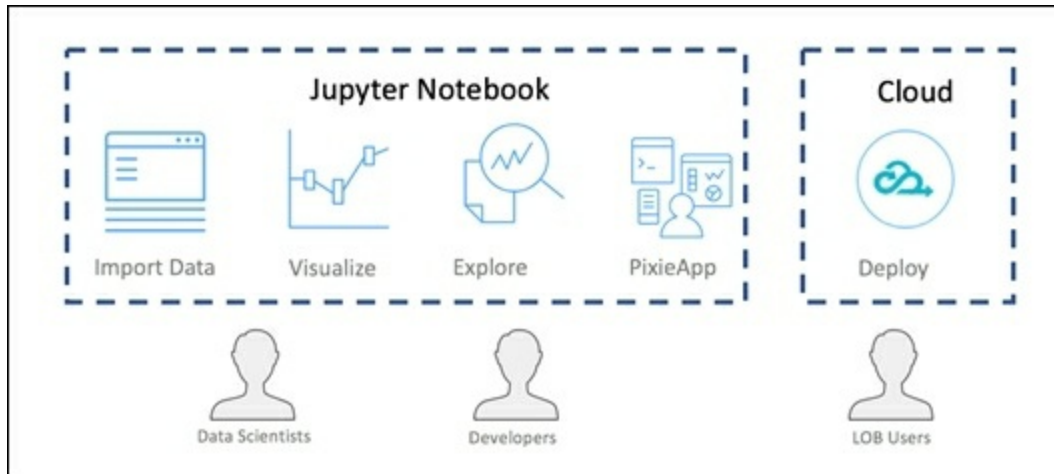 Jupyter Notebook
Cloud
>_
Import Data
Visualize
Explore
PixieApp
Deploy
Data Scientists
Developers
LOB Users